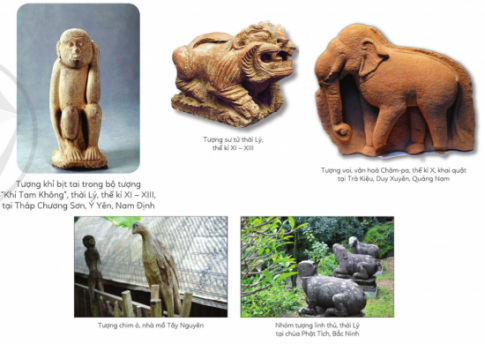 Tượng khỉ bịt tai trong bộ tượng
"Khỉ Tam Không", thời Lý, thế kỉ XI – XIII,
tại Tháp Chương Sơn, Ý Yên, Nam Định
Tượng sư tử thời Lý,
thế kỉ XI – XIII
Tượng voi, văn hoá Chăm-pa, thế kỉ X, khai quật
tại Trà Kiệu, Duy Xuyên, Quảng Nam
Tượng chim ó, nhà mồ Tây Nguyên
Nhóm tượng linh thú, thời Lý
tại chùa Phật Tích, Bắc Ninh